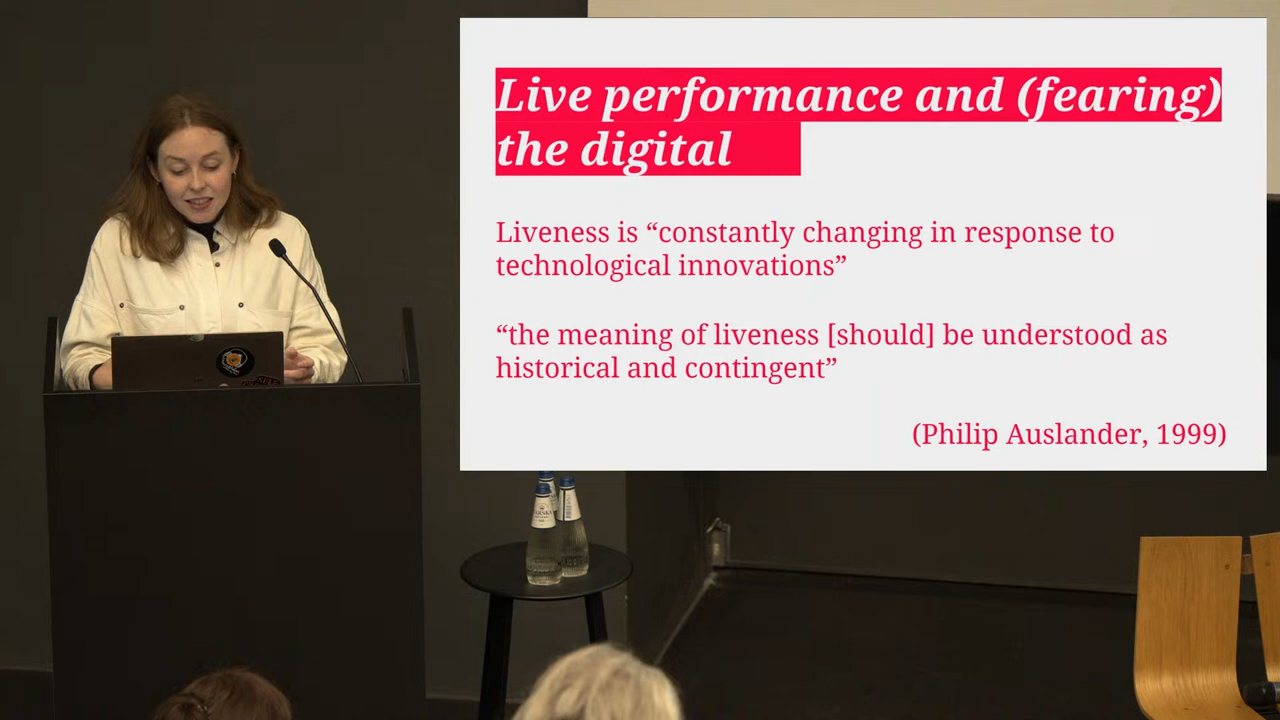 Live performance and (fearing)
the digital
Liveness is “constantly changing in response to
technological innovations”
“the meaning of liveness [should] be understood as
historical and contingent”
(Philip Auslander, 1999)